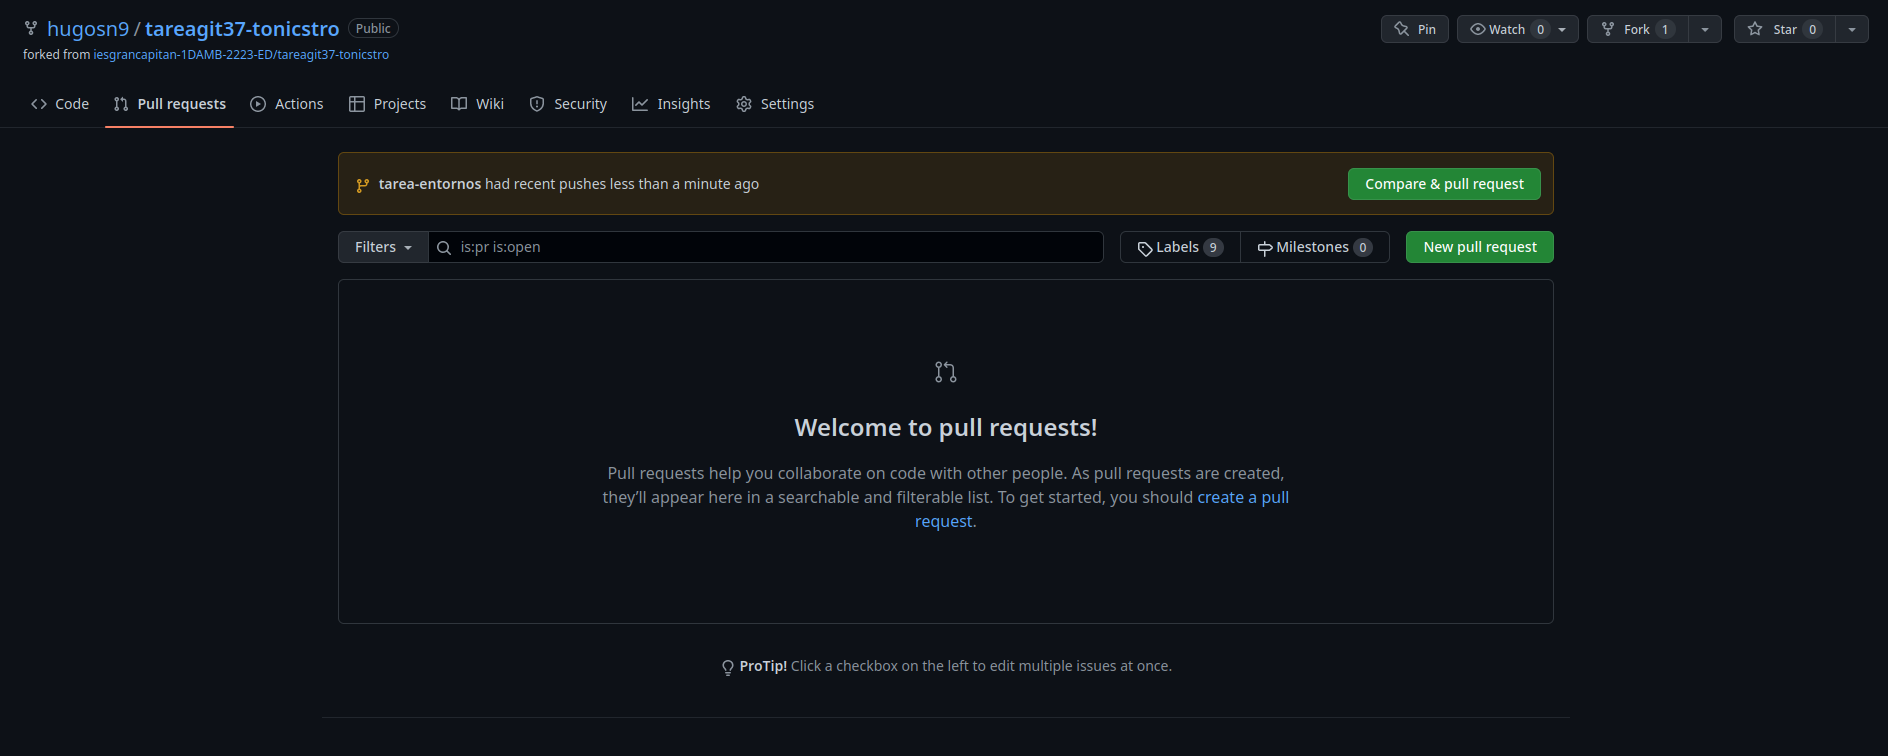 hugosn9 / tareagit37-tonicstro Public
Pin Watch 0 Fork 1 Star 0
forked from iesgrancapitan-1DAMB-2223-ED/tareagit37-tonicstro
Code Pull requests Actions Projects Wiki Security Insights Settings
tarea-entornos had recent pushes less than a minute ago Compare & pull request
Filters is:pr is:open Labels 9 Milestones 0 New pull request
Welcome to pull requests!
Pull requests help you collaborate on code with other people. As pull requests are created,
they’ll appear here in a searchable and filterable list. To get started, you should create a pull
request.
ProTip! Click a checkbox on the left to edit multiple issues at once.